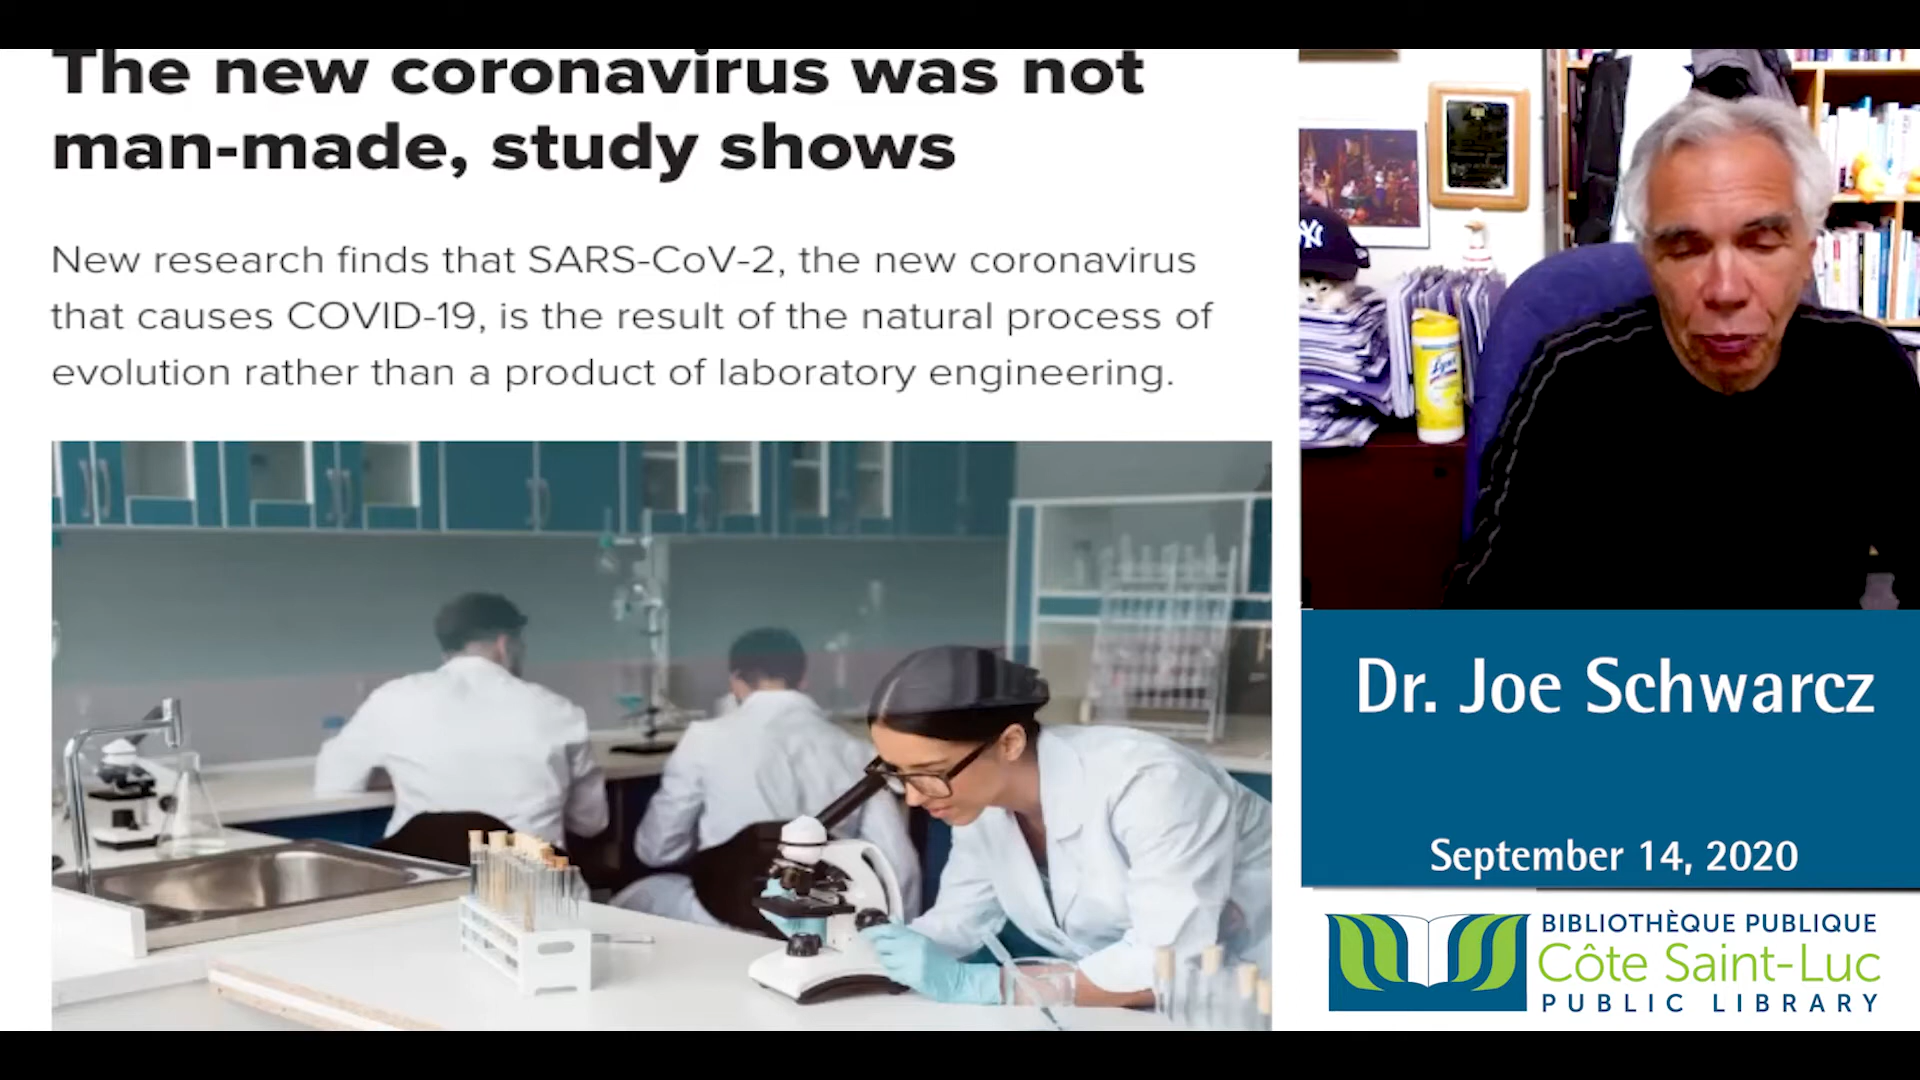 The new coronavirus was not
man-made, study shows
New research finds that SARS-CoV-2, the new coronavirus
that causes COVID-19, is the result of the natural process of
evolution rather than a product of laboratory engineering.
NY
Lysol
Dr. Joe Schwarcz
September 14, 2020
BIBLIOTHÈQUE PUBLIQUE
Côte Saint-Luc
PUBLIC LIBRARY